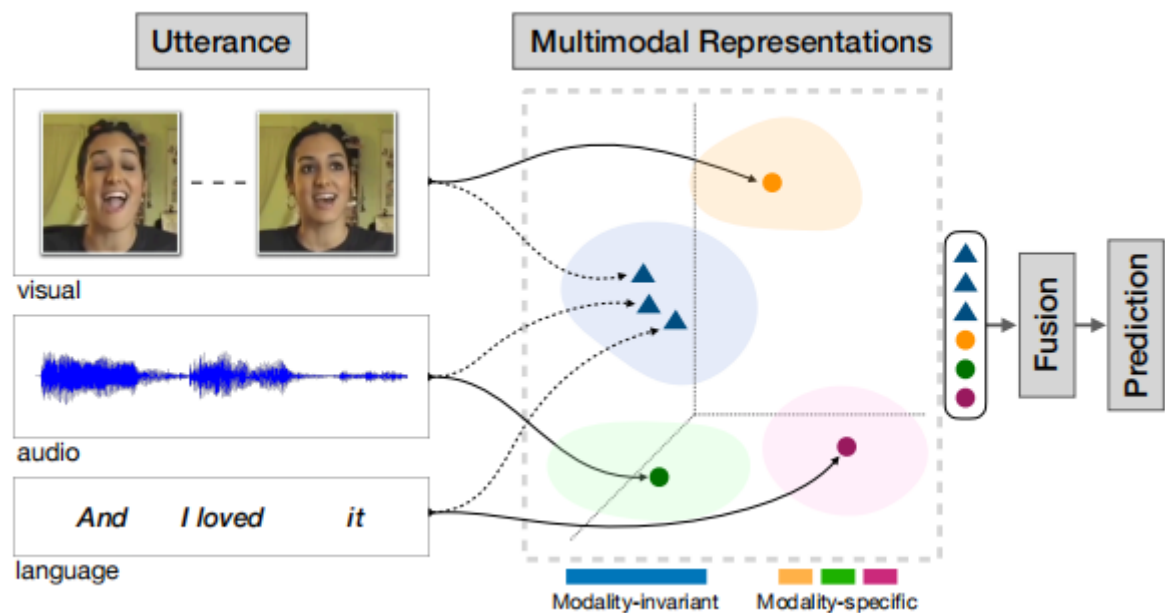 Utterance
Multimodal Representations
visual
audio
And I loved it
language
Fusion
Prediction
Modality-invariant
Modality-specific